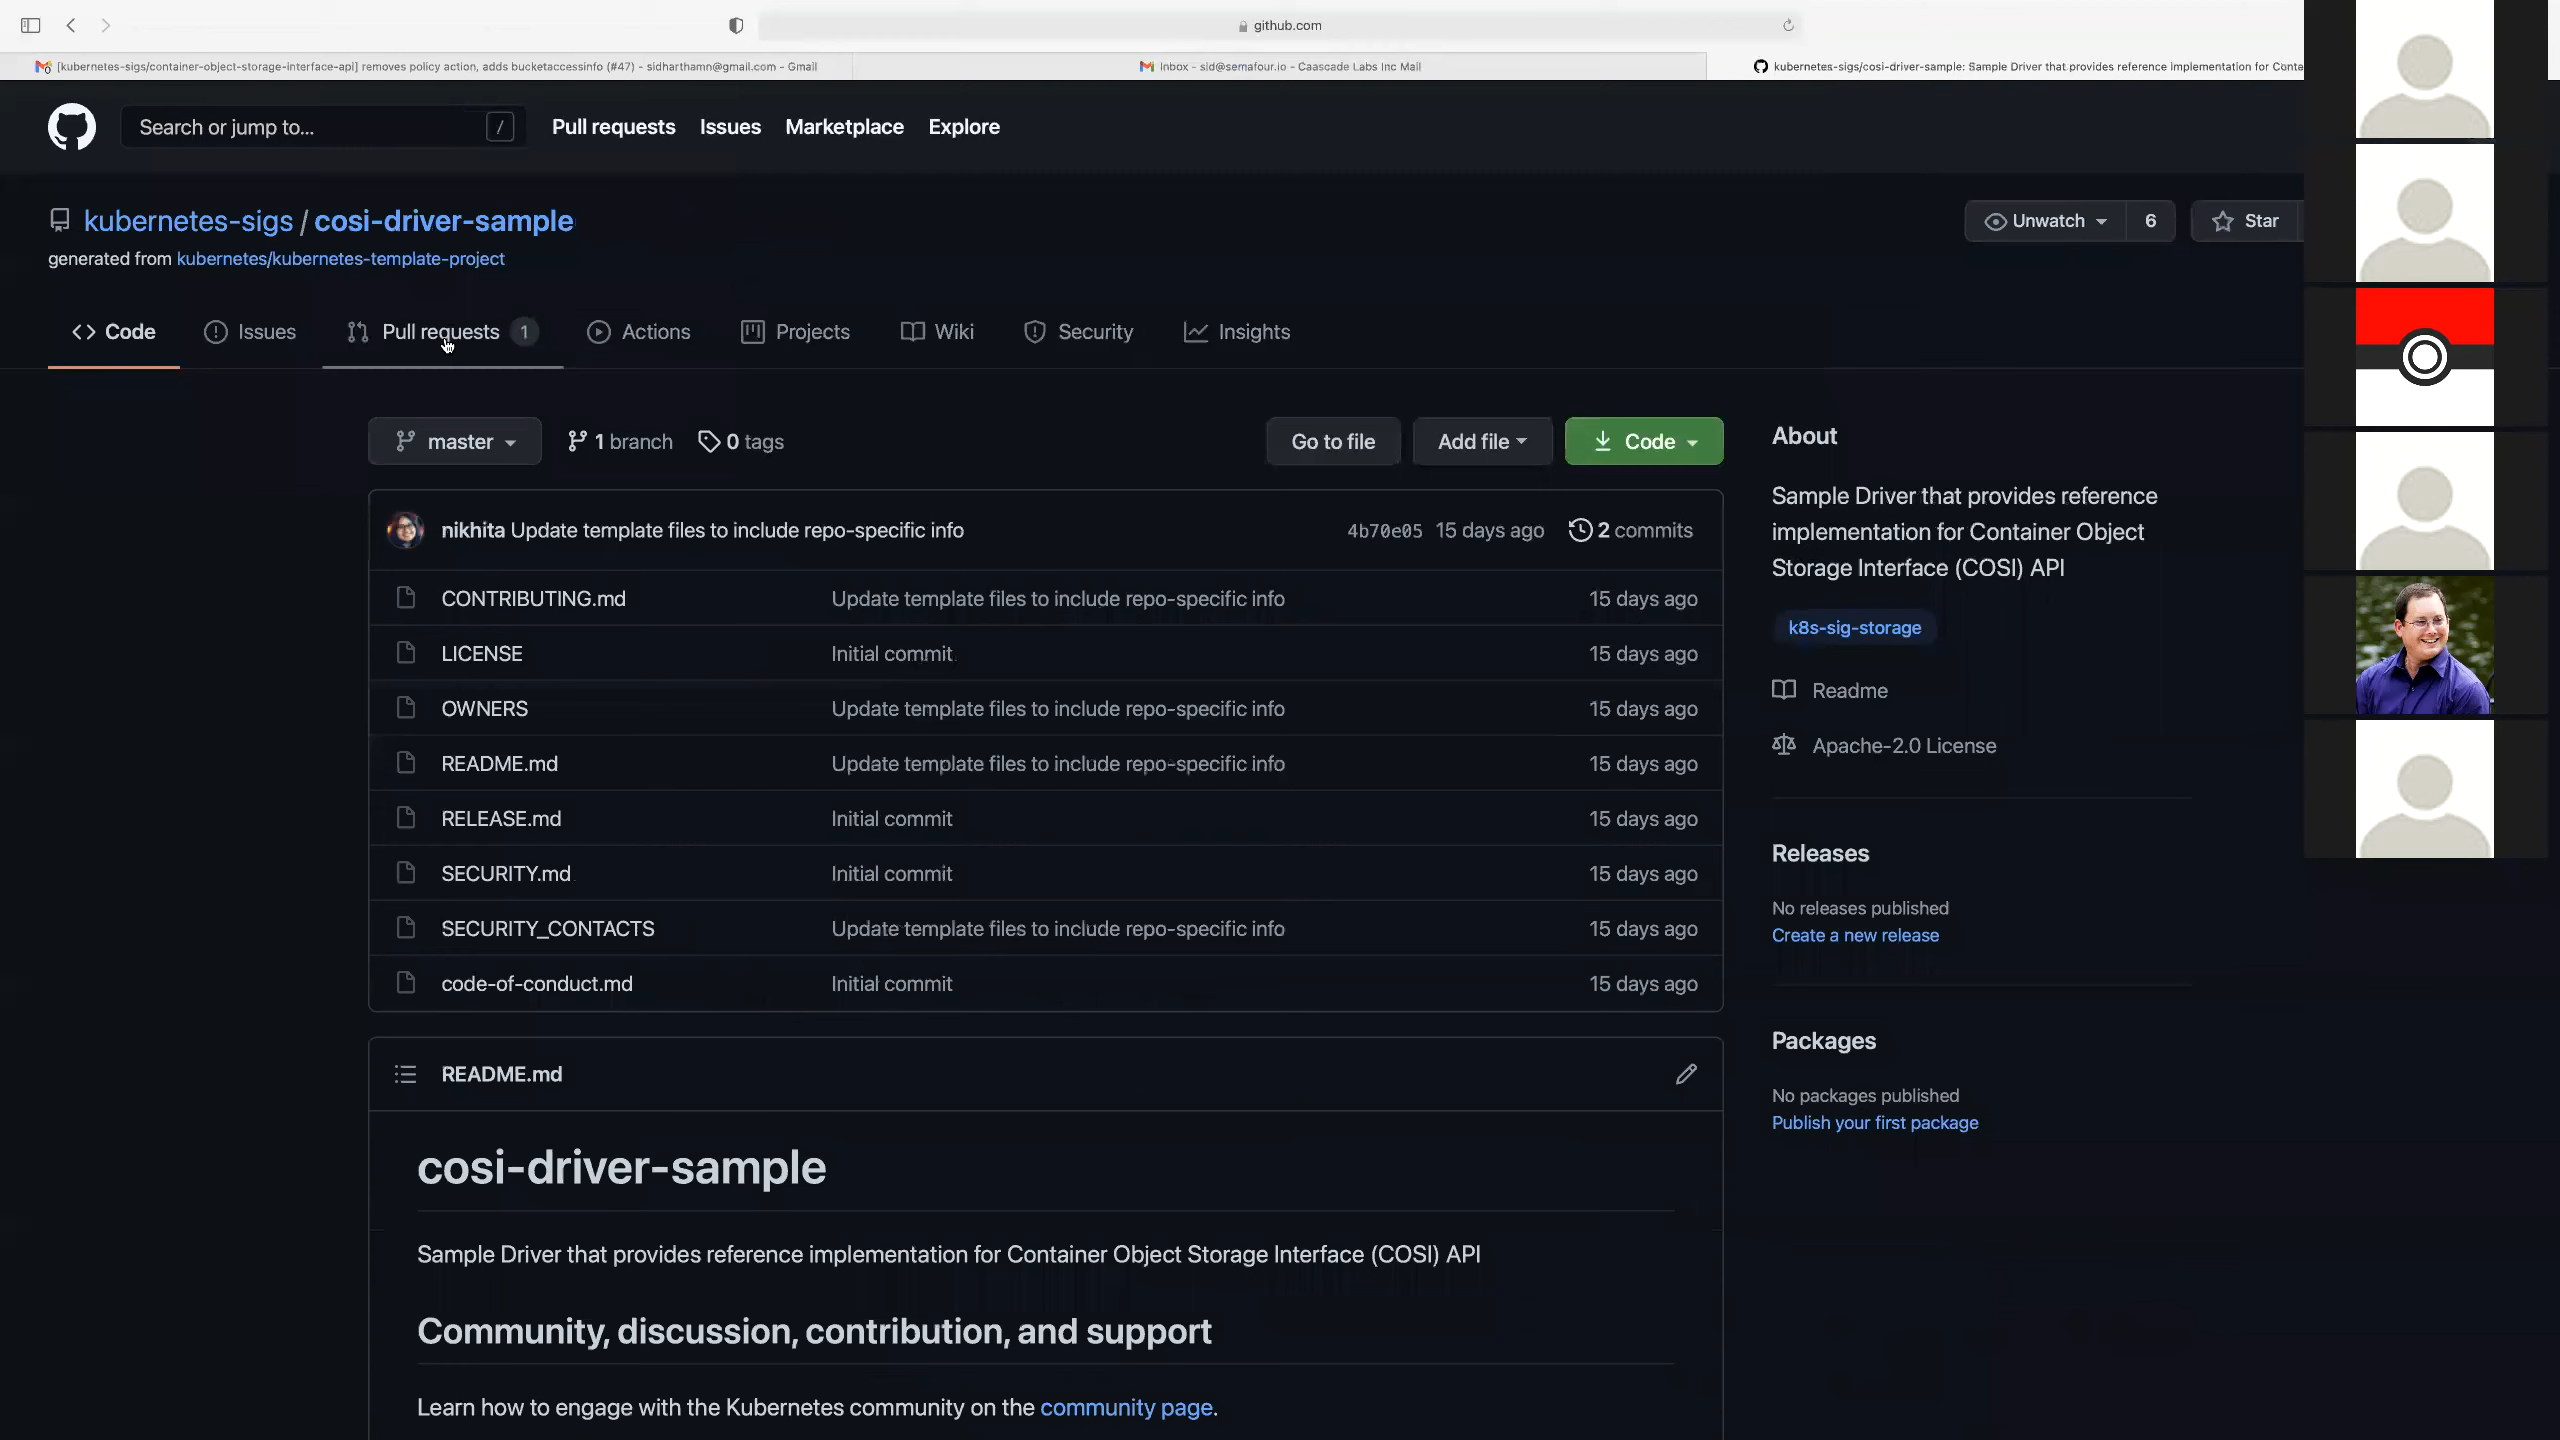 github.com
[kubernetes-sigs/container-object-storage-interface-api] removes policy action, adds bucketaccessinfo (#47) - sidharthamn@gmail.com - Gmail
Inbox - sid@semafour.io - Caascade Labs Inc Mail
kubernetes-sigs/cosi-driver-sample: Sample Driver that provides reference implementation for Conta
Search or jump to...
/
Pull requests
Issues
Marketplace
Explore
kubernetes-sigs / cosi-driver-sample
generated from kubernetes/kubernetes-template-project
Unwatch
6
Star
Code
Issues
Pull requests 1
Actions
Projects
Wiki
Security
Insights
master
1 branch
0 tags
Go to file
Add file
Code
nikhita Update template files to include repo-specific info 4b70e05 15 days ago 2 commits
CONTRIBUTING.md Update template files to include repo-specific info 15 days ago
LICENSE Initial commit 15 days ago
OWNERS Update template files to include repo-specific info 15 days ago
README.md Update template files to include repo-specific info 15 days ago
RELEASE.md Initial commit 15 days ago
SECURITY.md Initial commit 15 days ago
SECURITY_CONTACTS Update template files to include repo-specific info 15 days ago
code-of-conduct.md Initial commit 15 days ago
README.md
cosi-driver-sample
Sample Driver that provides reference implementation for Container Object Storage Interface (COSI) API
Community, discussion, contribution, and support
Learn how to engage with the Kubernetes community on the community page.
About
Sample Driver that provides reference
implementation for Container Object
Storage Interface (COSI) API
k8s-sig-storage
Readme
Apache-2.0 License
Releases
No releases published
Create a new release
Packages
No packages published
Publish your first package